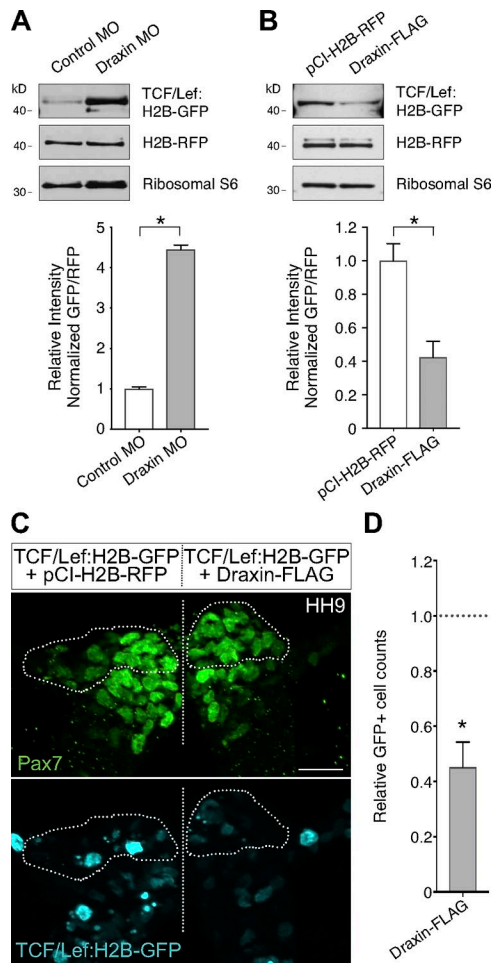 A
Control MO
Draxin MO
kD
40
TCF/Lef:
H2B-GFP
40
H2B-RFP
30
Ribosomal S6
Relative Intensity
Normalized GFP/RFP
5
4
3
2
1
0
*
Control MO
Draxin MO
B
pCI-H2B-RFP
Draxin-FLAG
kD
40
TCF/Lef:
H2B-GFP
40
H2B-RFP
30
Ribosomal S6
Relative Intensity
Normalized GFP/RFP
1.2
1.0
0.8
0.6
0.4
0.2
0
*
pCI-H2B-RFP
Draxin-FLAG
C
TCF/Lef:H2B-GFP
+ pCI-H2B-RFP
TCF/Lef:H2B-GFP
+ Draxin-FLAG
HH9
Pax7
TCF/Lef:H2B-GFP
D
Relative GFP+ cell counts
1.2
1.0
0.8
0.6
0.4
0.2
0
*
Draxin-FLAG